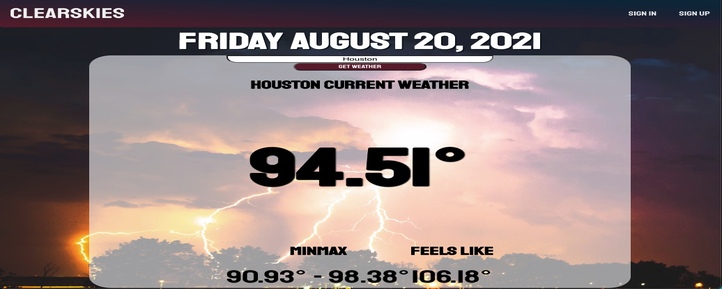 CLEARSKIES
SIGN IN SIGN UP
FRIDAY AUGUST 20, 2021
Houston
GET WEATHER
HOUSTON CURRENT WEATHER
94.51°
MINMAX FEELS LIKE
90.93° - 98.38° 106.18°